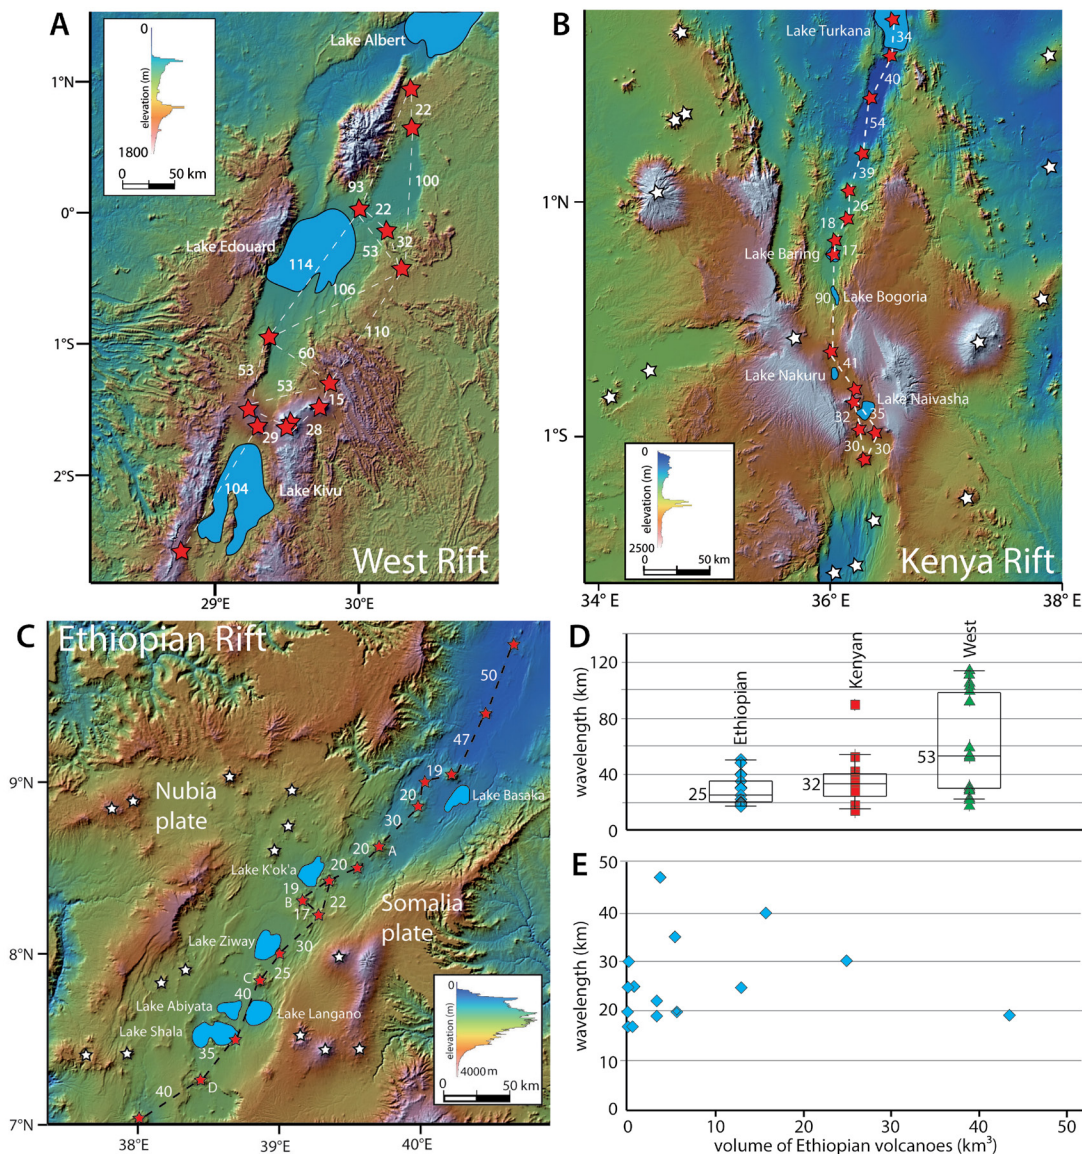 A
0
elevation (m)
1800
0 50 km
Lake Albert
1°N
0°
1°S
2°S
22
100
93
22
32
53
Lake Edouard
114
106
110
60
53
53
15
29
28
104
Lake Kivu
West Rift
29°E
30°E
B
Lake Turkana
34
40
54
39
26
18
17
Lake Baring
90
Lake Bogoria
41
Lake Nakuru
Lake Naivasha
32
35
30
30
1°N
1°S
0
elevation (m)
2500
0 50 km
Kenya Rift
34° E
36° E
38° E
C
Ethiopian Rift
50
47
19
20
Lake Basaka
30
9°N
Nubia
plate
20
A
20
Lake K'ok'a
19
B
22
17
Somalia
plate
30
8°N
Lake Ziway
25
C
40
Lake Abiyata
Lake Langano
Lake Shala
35
D
40
7°N
0
elevation (m)
4000 m
0 50 km
38°E
39°E
40°E
D
wavelength (km)
120
80
40
0
Ethiopian
Kenyan
West
25
32
53
E
wavelength (km)
50
40
30
20
10
0
0 10 20 30 40 50
volume of Ethiopian volcanoes (km³)